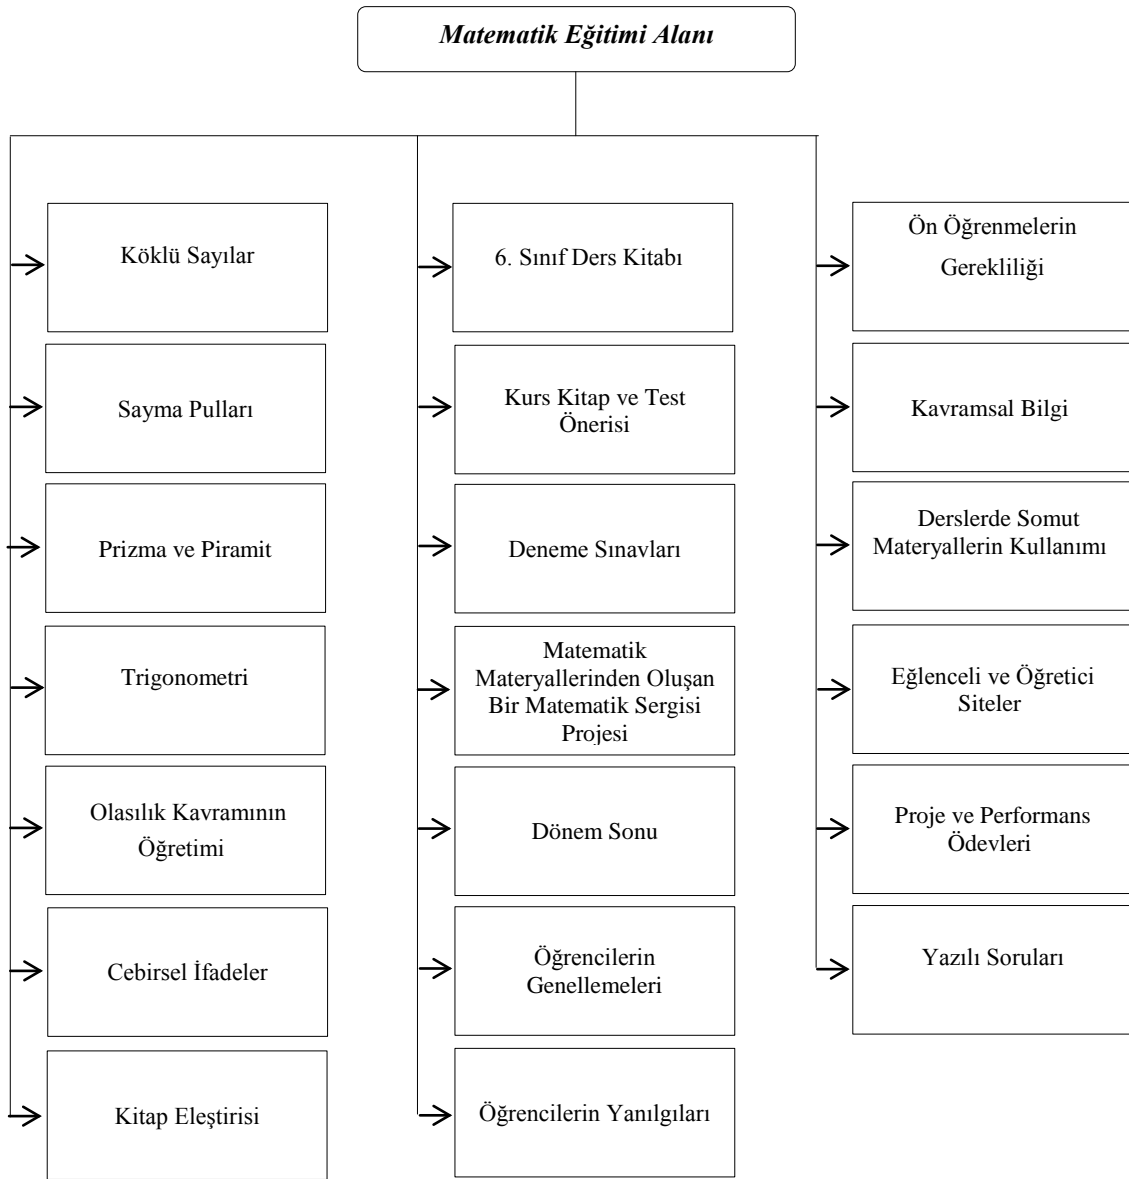 Matematik Eğitimi Alanı
Köklü Sayılar
Sayma Pulları
Prizma ve Piramit
Trigonometri
Olasılık Kavramının
Öğretimi
Cebirsel İfadeler
Kitap Eleştirisi
6. Sınıf Ders Kitabı
Kurs Kitap ve Test
Önerisi
Deneme Sınavları
Matematik
Materyallerinden Oluşan
Bir Matematik Sergisi
Projesi
Dönem Sonu
Öğrencilerin
Genellemeleri
Öğrencilerin Yanılgıları
Ön Öğrenmelerin
Gerekliliği
Kavramsal Bilgi
Derslerde Somut
Materyallerin Kullanımı
Eğlenceli ve Öğretici
Siteler
Proje ve Performans
Ödevleri
Yazılı Soruları